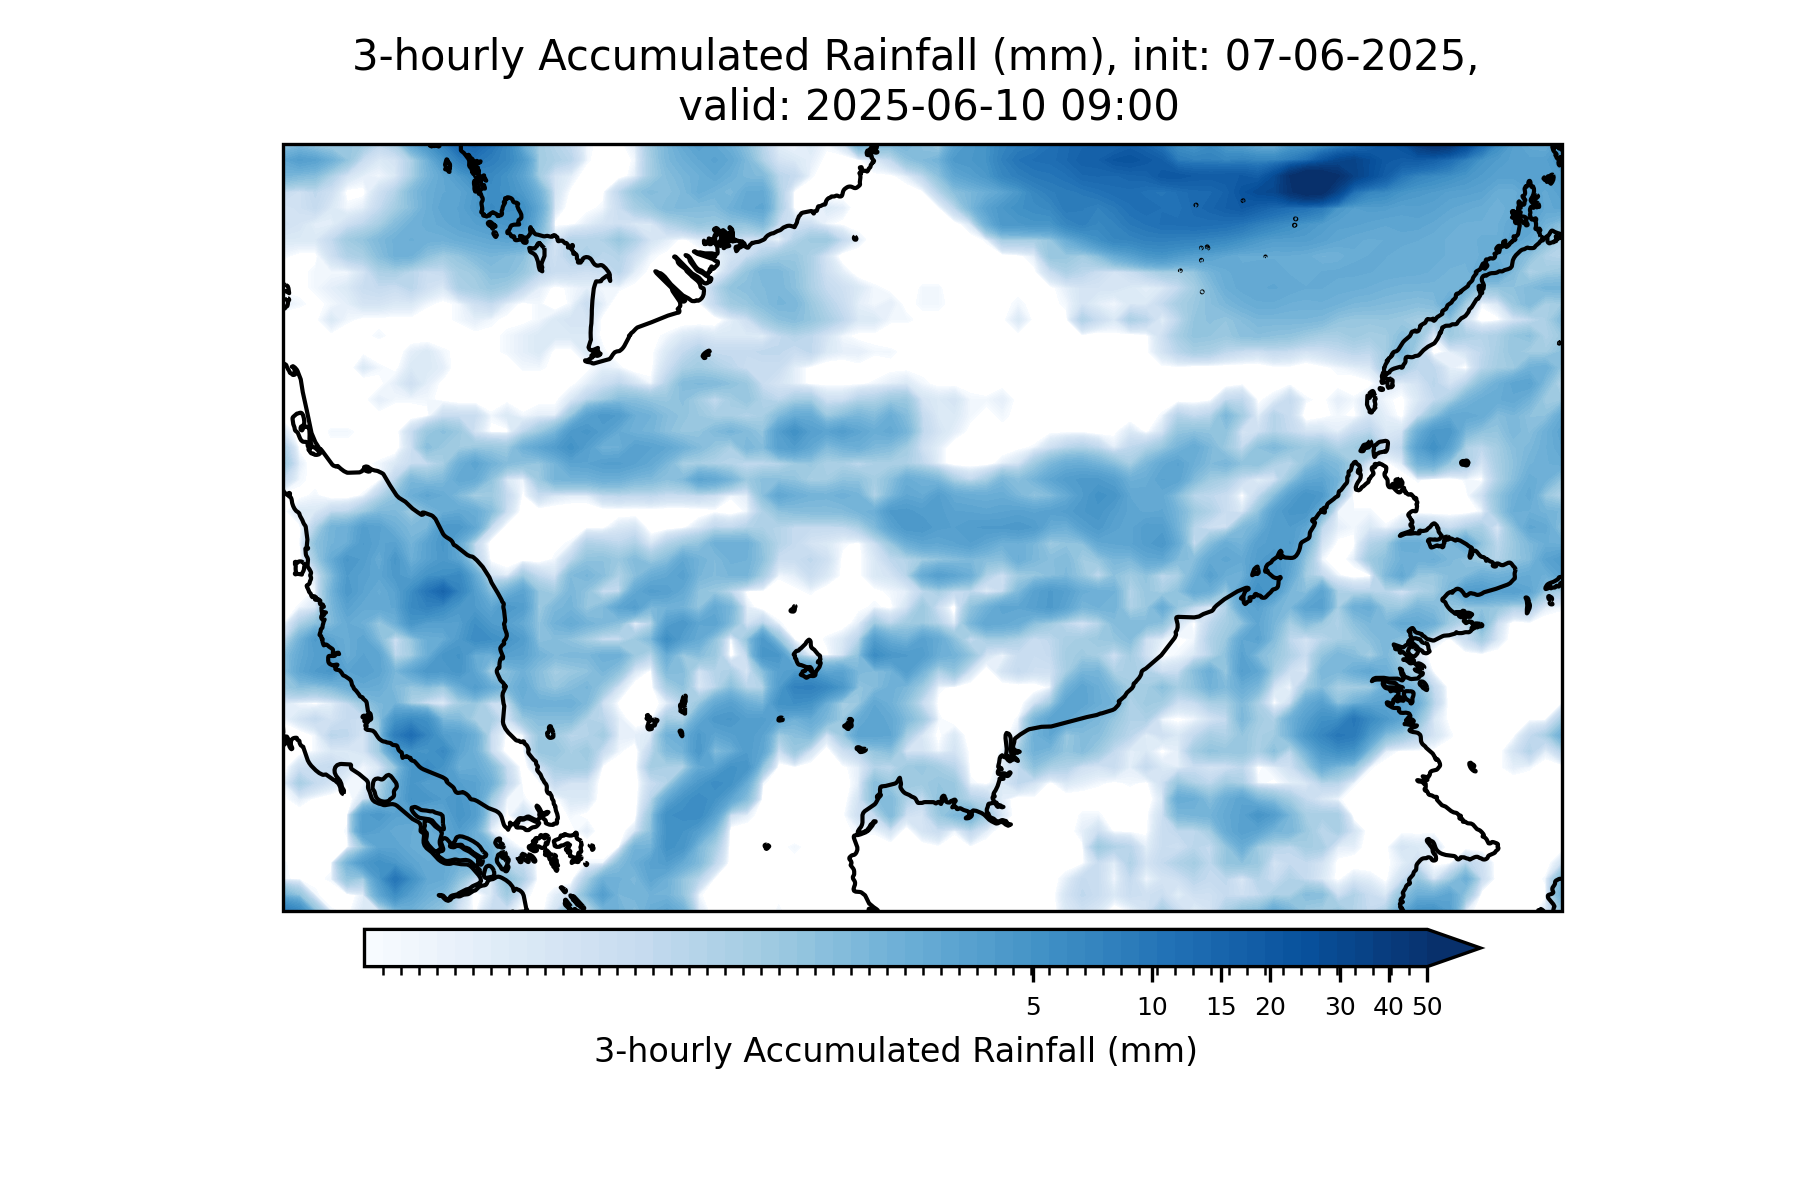 3-hourly Accumulated Rainfall (mm), init: 07-06-2025,
valid: 2025-06-10 09:00
5 10 15 20 30 40 50
3-hourly Accumulated Rainfall (mm)